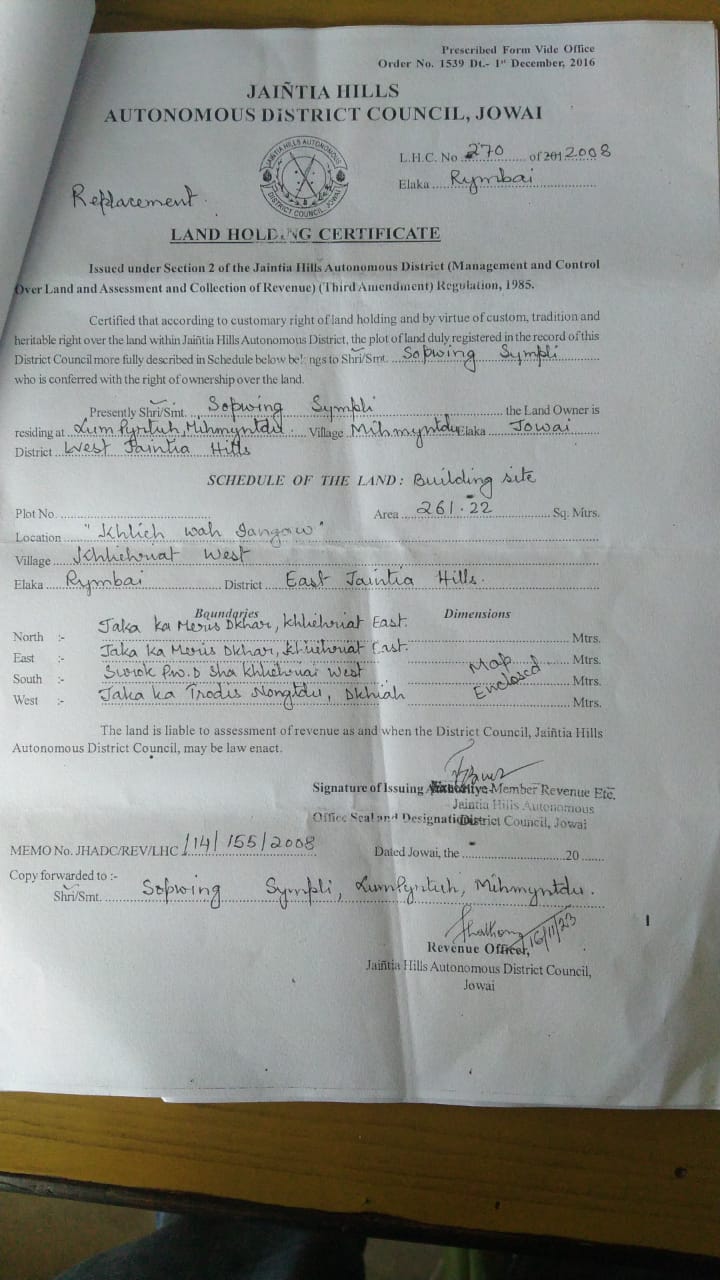 Prescribed Form Vide Office
Order No. 1539 Dt.- 1st December, 2016
JAIÑTIA HILLS
AUTONOMOUS DISTRICT COUNCIL, JOWAI
JAIÑTIA HILLS AUTONOMOUS
DISTRICT COUNCIL, JOWAI
L.H.C. No 270 of 201 2008
Elaka Rymbai
Replacement
LAND HOLDING CERTIFICATE
Issued under Section 2 of the Jaintia Hills Autonomous District (Management and Control
Over Land and Assessment and Collection of Revenue) (Third Amendment) Regulation, 1985.
Certified that according to customary right of land holding and by virtue of custom, tradition and
heritable right over the land within Jaiñtia Hills Autonomous District, the plot of land duly registered in the record of this
District Council more fully described in Schedule below belongs to Shri/Smt. Sopwing Sympli
who is conferred with the right of ownership over the land.
Presently Shri/Smt. Sopwing Sympli the Land Owner is
residing at Lum Pyrtuh, Mihmyntdu. Village Mihmyntdu Elaka Jowai
District West Jaintia Hills
SCHEDULE OF THE LAND : Building site
Plot No. Area 261.22 Sq. Mtrs.
Location "Khlieh wah
Village Khliehriat West
Elaka Rymbai District East Jaintia Hills.
Boundaries Dimensions
North :- Jaka ka Meris Dkhar, Khliehriat East. Mtrs.
East :- Jaka ka Meris Dkhar, Khliehriat East. Mtrs.
South :- Surok P.W.D sha Khliehriat West Map Mtrs.
West :- Jaka ka Trodis Nongtdu, Dkhiah Enclosed Mtrs.
The land is liable to assessment of revenue as and when the District Council, Jaiñtia Hills
Autonomous District Council, may be law enact.
Signature of Issuing Executive Member Revenue Etc.
Jaintia Hills Autonomous
Office Seal and Designation District Council, Jowai
MEMO No. JHADC/REV/LHC/14/155/2008 Dated Jowai, the 20
Copy forwarded to :-
Shri/Smt. Sopwing Sympli, Lum Pyrtuh, Mihmyntdu.
16/11/23
Revenue Officer,
Jaiñtia Hills Autonomous District Council,
Jowai